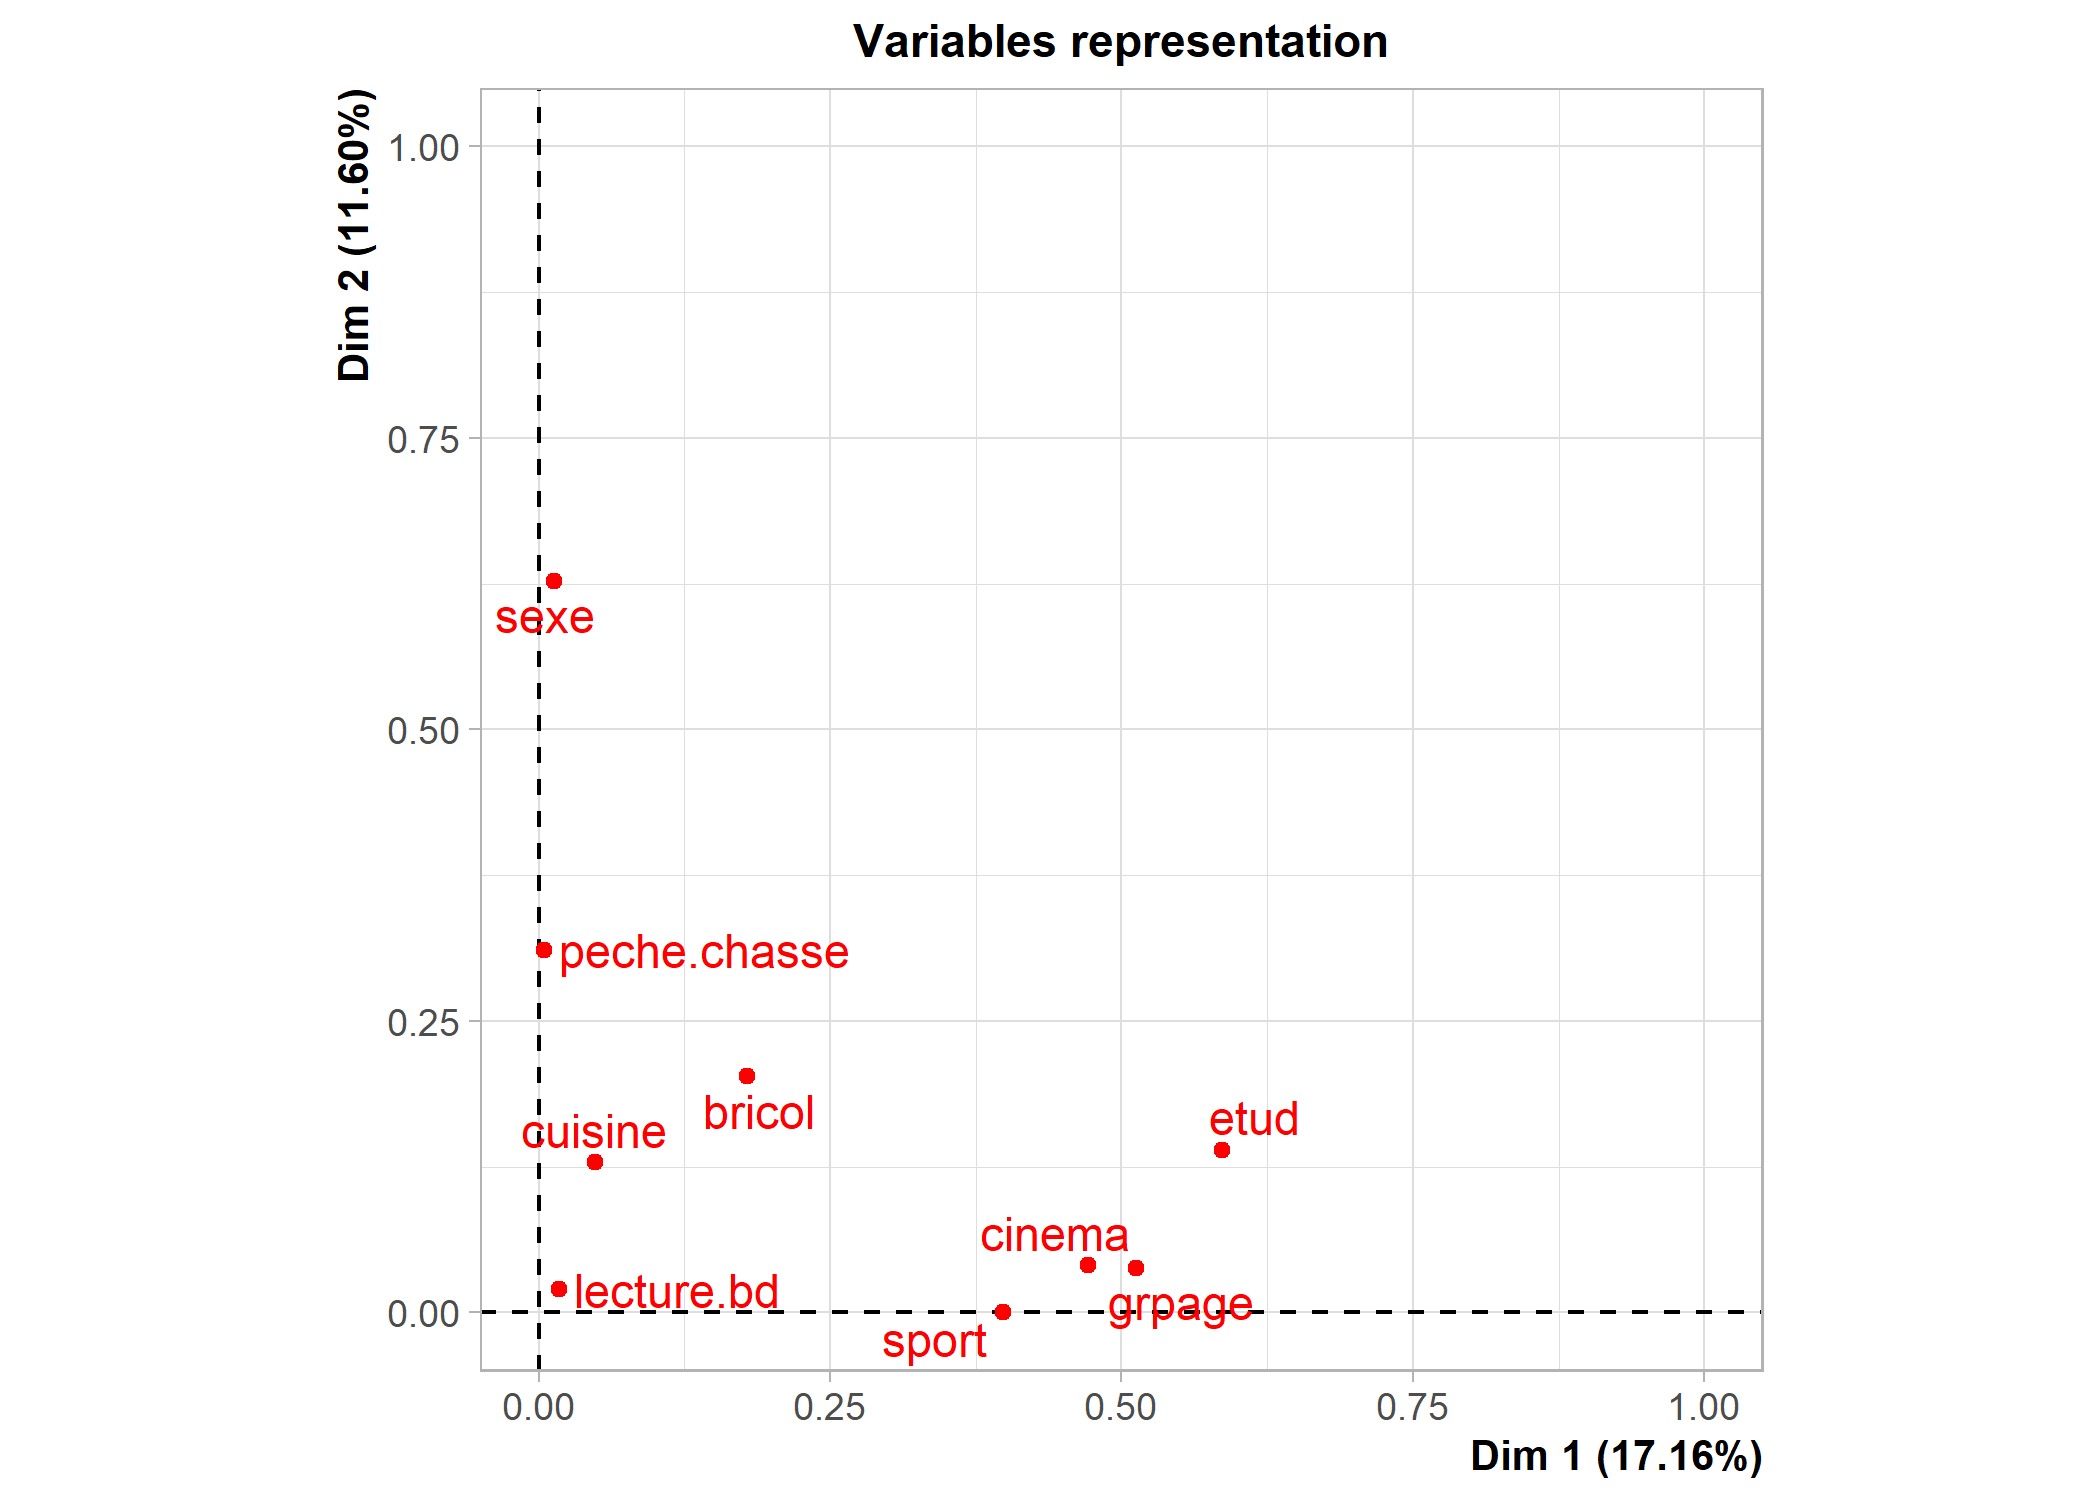 Variables representation
Dim 2 (11.60%)
1.00
0.75
0.50
0.25
0.00
sexe
peche.chasse
bricol
cuisine
etud
cinema
lecture.bd
grpage
sport
0.00 0.25 0.50 0.75 1.00
Dim 1 (17.16%)